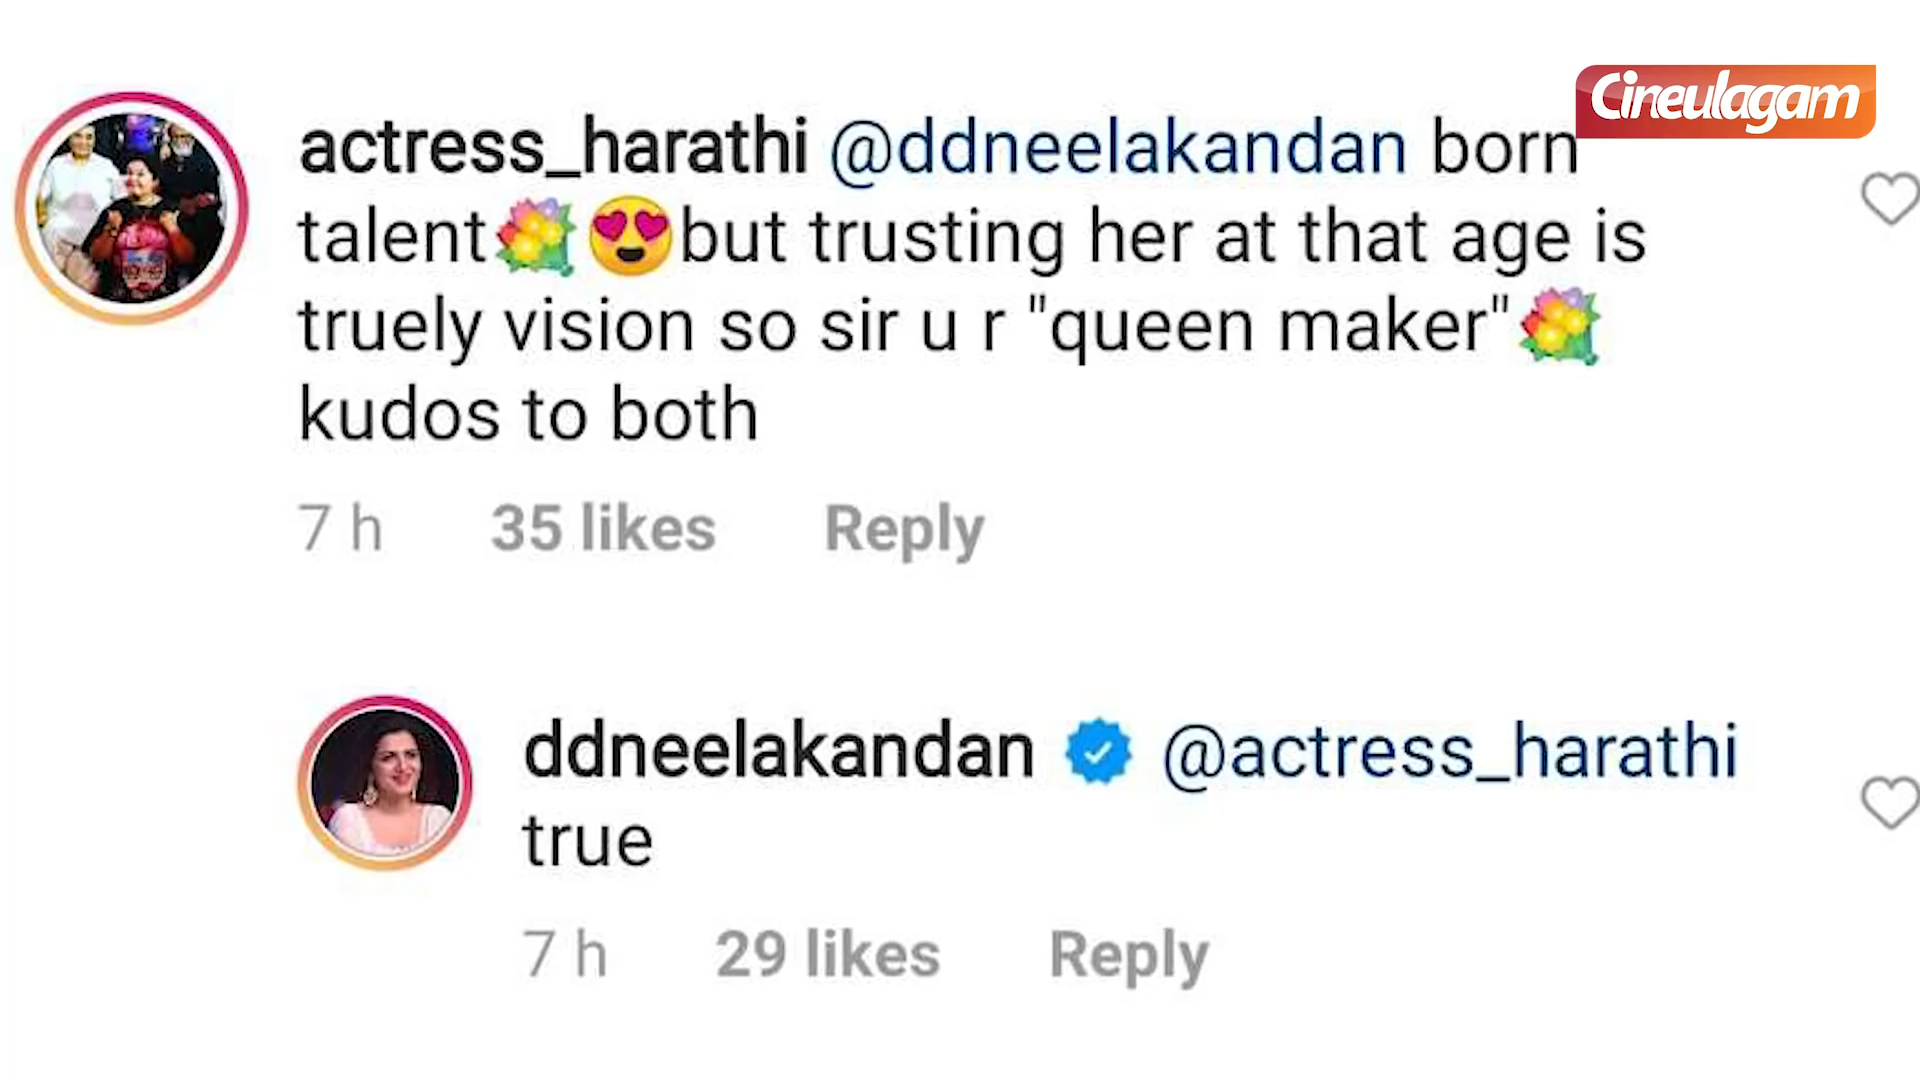 Cineulagam
actress_harathi @ddneelakandan born
talent💐😍but trusting her at that age is
truely vision so sir u r "queen maker"💐
kudos to both
7 h 35 likes Reply
ddneelakandan @actress_harathi
true
7 h 29 likes Reply